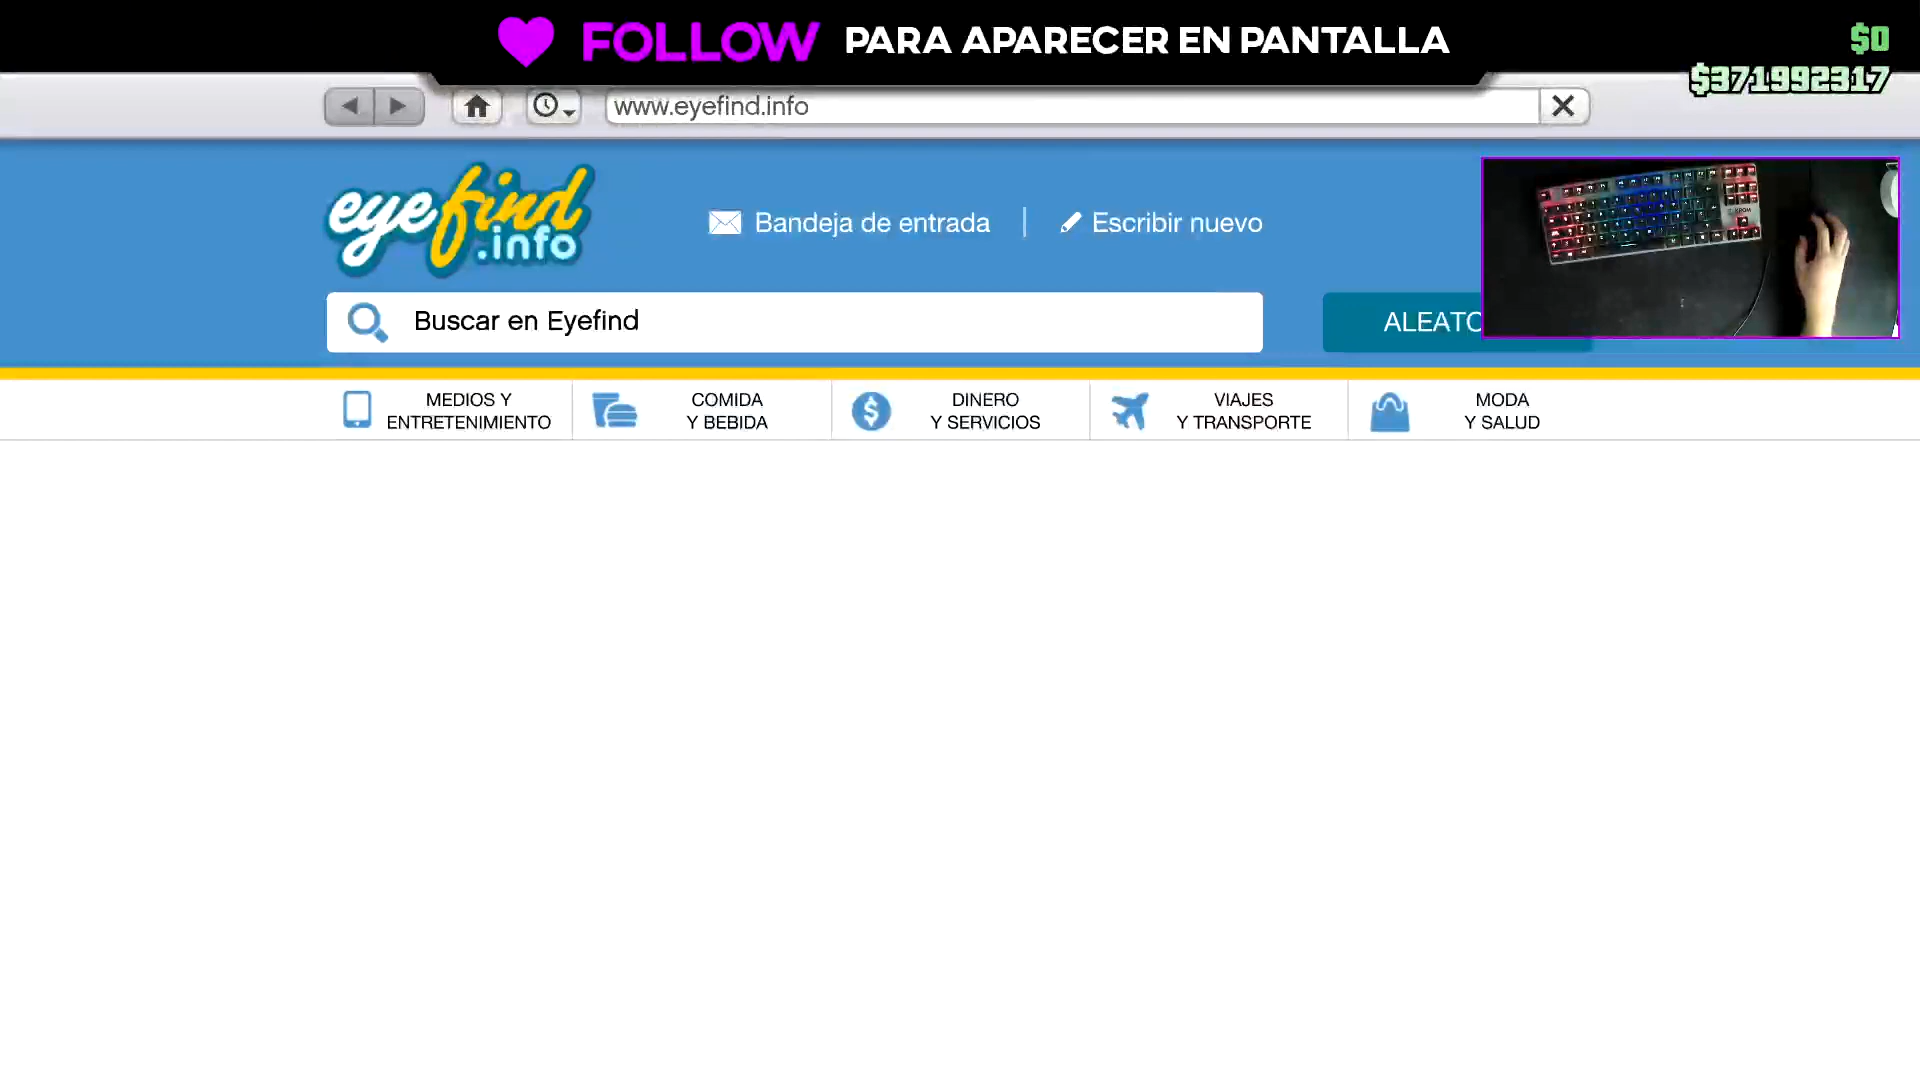 FOLLOW PARA APARECER EN PANTALLA
$0
$371992317
www.eyefind.info
eyefind
.info
Bandeja de entrada
Escribir nuevo
Buscar en Eyefind
ALEATO
MEDIOS Y
ENTRETENIMIENTO
COMIDA
Y BEBIDA
DINERO
Y SERVICIOS
VIAJES
Y TRANSPORTE
MODA
Y SALUD